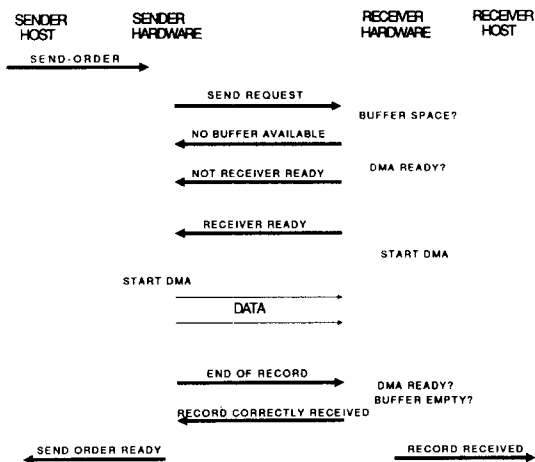 SENDER HOST
SENDER HARDWARE
RECEIVER HARDWARE
RECEIVER HOST
SEND-ORDER
SEND REQUEST
BUFFER SPACE?
NO BUFFER AVAILABLE
DMA READY?
NOT RECEIVER READY
RECEIVER READY
START DMA
START DMA
DATA
END OF RECORD
DMA READY?
BUFFER EMPTY?
RECORD CORRECTLY RECEIVED
SEND ORDER READY
RECORD RECEIVED